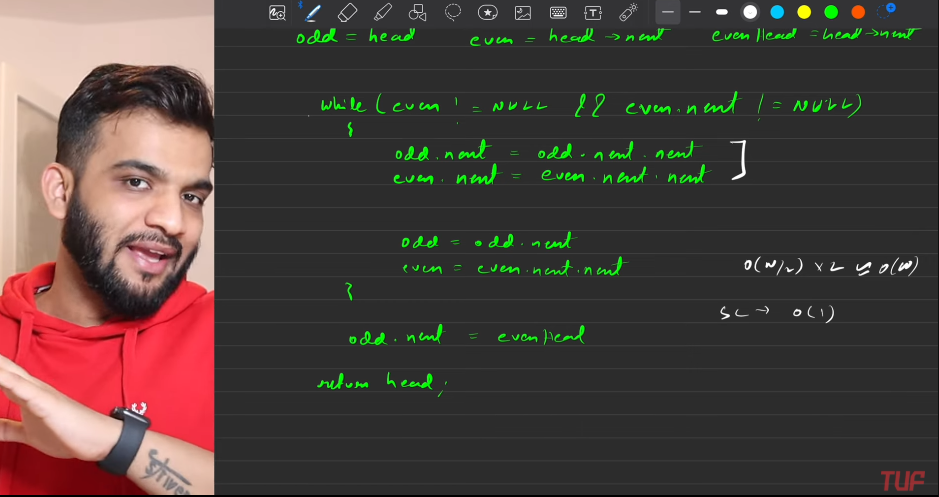 odd = head even = head → next evenHead = head → next
while ( even ! = NULL && even.next ! = NULL )
{
odd.next = odd.next.next
even.next = even.next.next
odd = odd.next
even = even.next.next
}
O(N/2) × 2 ≈ O(N)
SC → O(1)
odd.next = evenHead
return head;
TUF